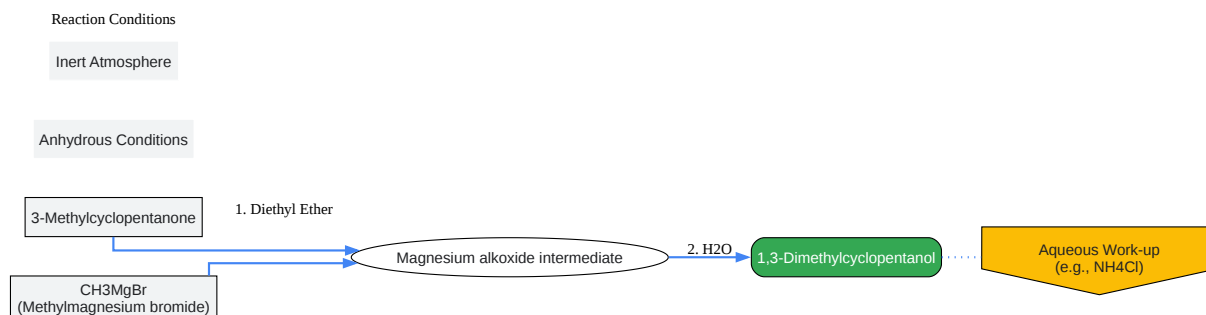 Reaction Conditions
Inert Atmosphere
Anhydrous Conditions
3-Methylcyclopentanone
1. Diethyl Ether
CH3MgBr
(Methylmagnesium bromide)
Magnesium alkoxide intermediate
2. H2O
1,3-Dimethylcyclopentanol
Aqueous Work-up
(e.g., NH4Cl)